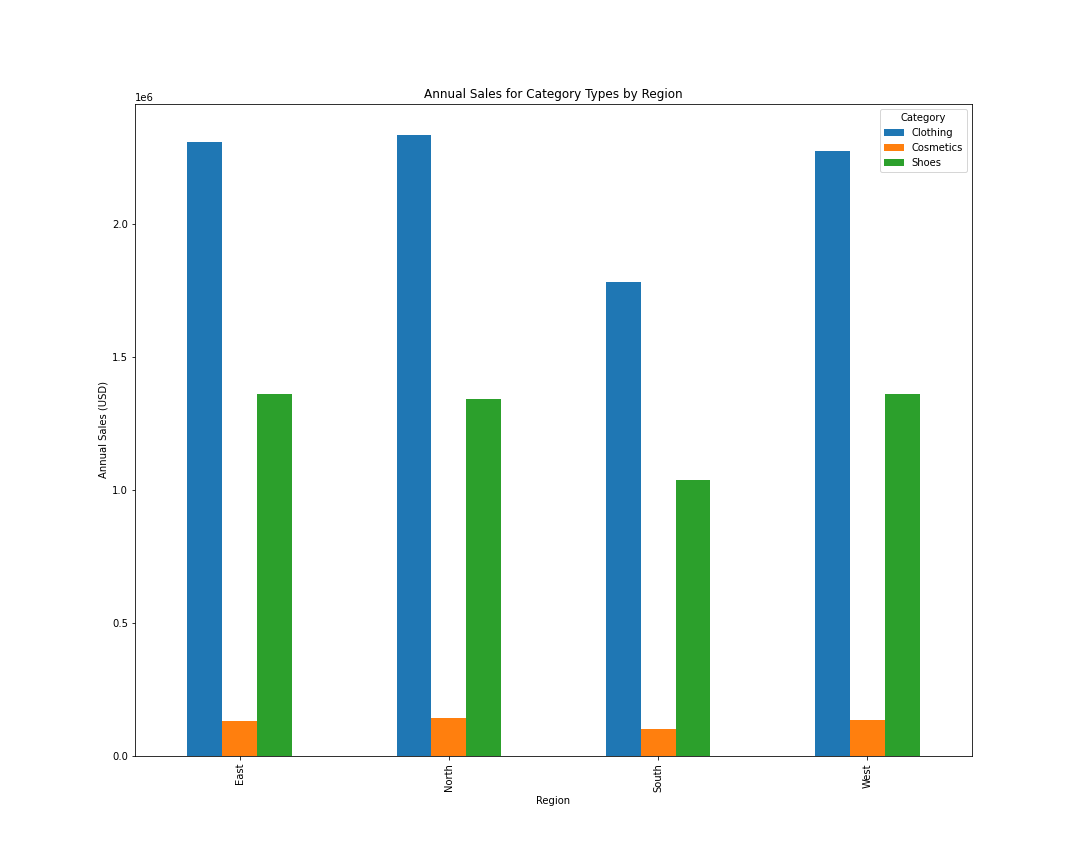 Annual Sales for Category Types by Region
1e6
Category
Clothing
Cosmetics
Shoes
2.0
1.5
1.0
0.5
0.0
Annual Sales (USD)
East
North
South
West
Region